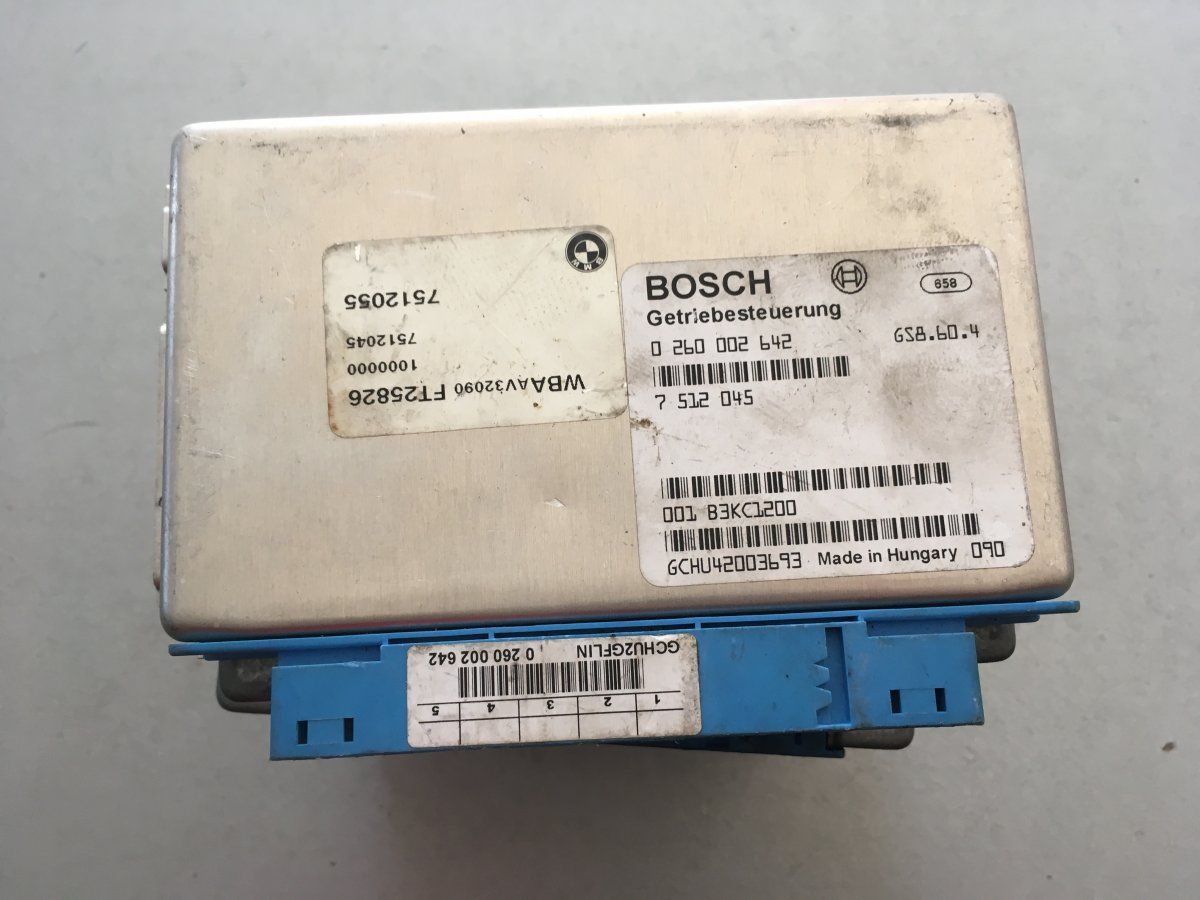 BMW
7512055
7512045
1000000
WBAAV32090 FT25826
BOSCH
658
Getriebesteuerung
0 260 002 642
GS8.60.4
7 512 045
001 B3KC1200
GCHU42003693 Made in Hungary 090
GCHU2GFLIN
0 260 002 642
1 2 3 4 5